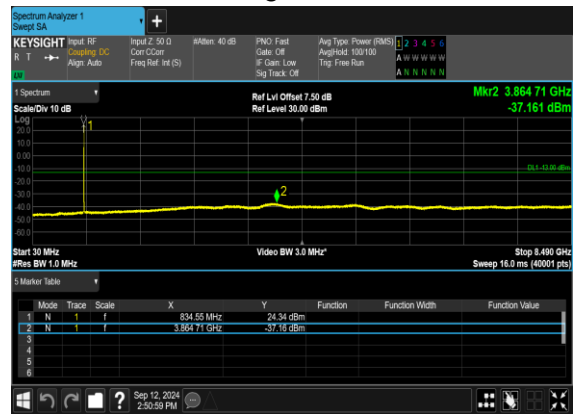 Spectrum Analyzer 1
Swept SA
+
KEYSIGHT Input: RF Input Z: 50 Ω #Atten: 40 dB PNO: Fast Avg Type: Power (RMS) 1 2 3 4 5 6
R T Coupling: DC Corr CCorr Gate: Off Avg|Hold: 100/100 A W W W W W
Align: Auto Freq Ref: Int (S) IF Gain: Low Trig: Free Run
Sig Track: Off A N N N N N
1 Spectrum Ref Lvl Offset 7.50 dB Mkr2 3.864 71 GHz
Scale/Div 10 dB Ref Level 30.00 dBm -37.161 dBm
Log
1
20.0
10.0
0.00
-10.0
DL1 -13.00 dBm
-20.0
-30.0
2
-40.0
-50.0
-60.0
Start 30 MHz Video BW 3.0 MHz* Stop 8.490 GHz
#Res BW 1.0 MHz Sweep 16.0 ms (40001 pts)
5 Marker Table
Mode Trace Scale X Y Function Function Width Function Value
1 N 1 f 834.55 MHz 24.34 dBm
2 N 1 f 3.864 71 GHz -37.16 dBm
3
4
5
6
? Sep 12, 2024
2:50:59 PM